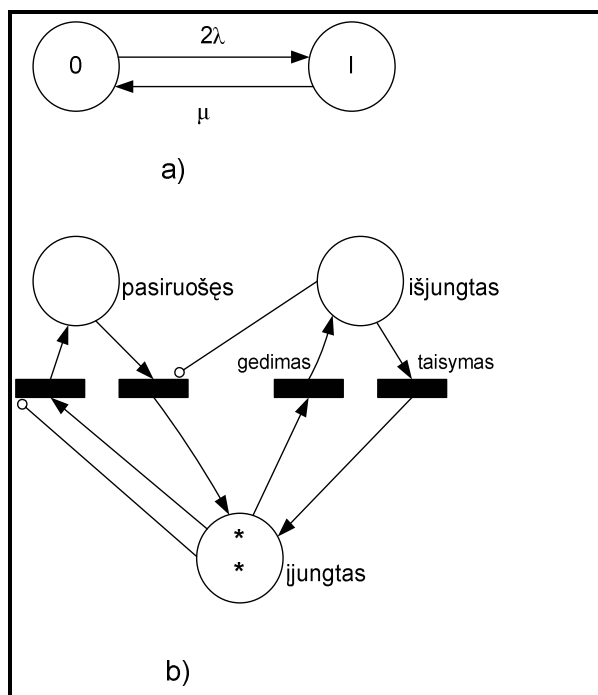 2λ
0
I
μ
a)
pasiruošęs
išjungtas
gedimas
taisymas
*
*
įjungtas
b)